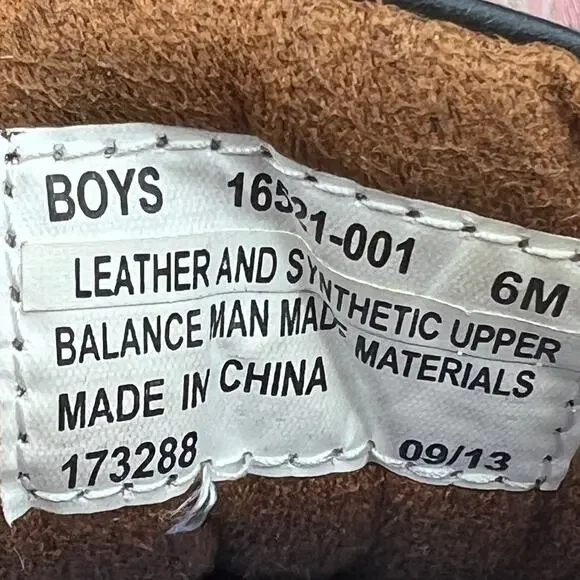 BOYS 16521-001 6M
LEATHER AND SYNTHETIC UPPER
BALANCE MAN MADE MATERIALS
MADE IN CHINA
173288 09/13